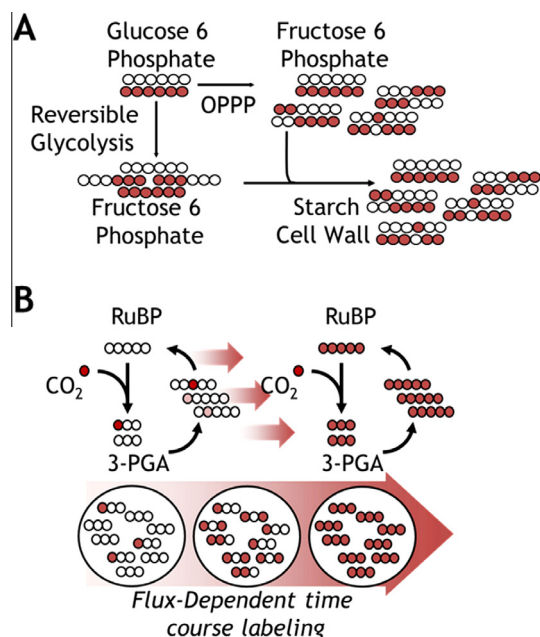 A
Glucose 6
Phosphate
Fructose 6
Phosphate
OPPP
Reversible
Glycolysis
Fructose 6
Phosphate
Starch
Cell Wall
B
RuBP
RuBP
CO2
CO2
3-PGA
3-PGA
Flux-Dependent time
course labeling